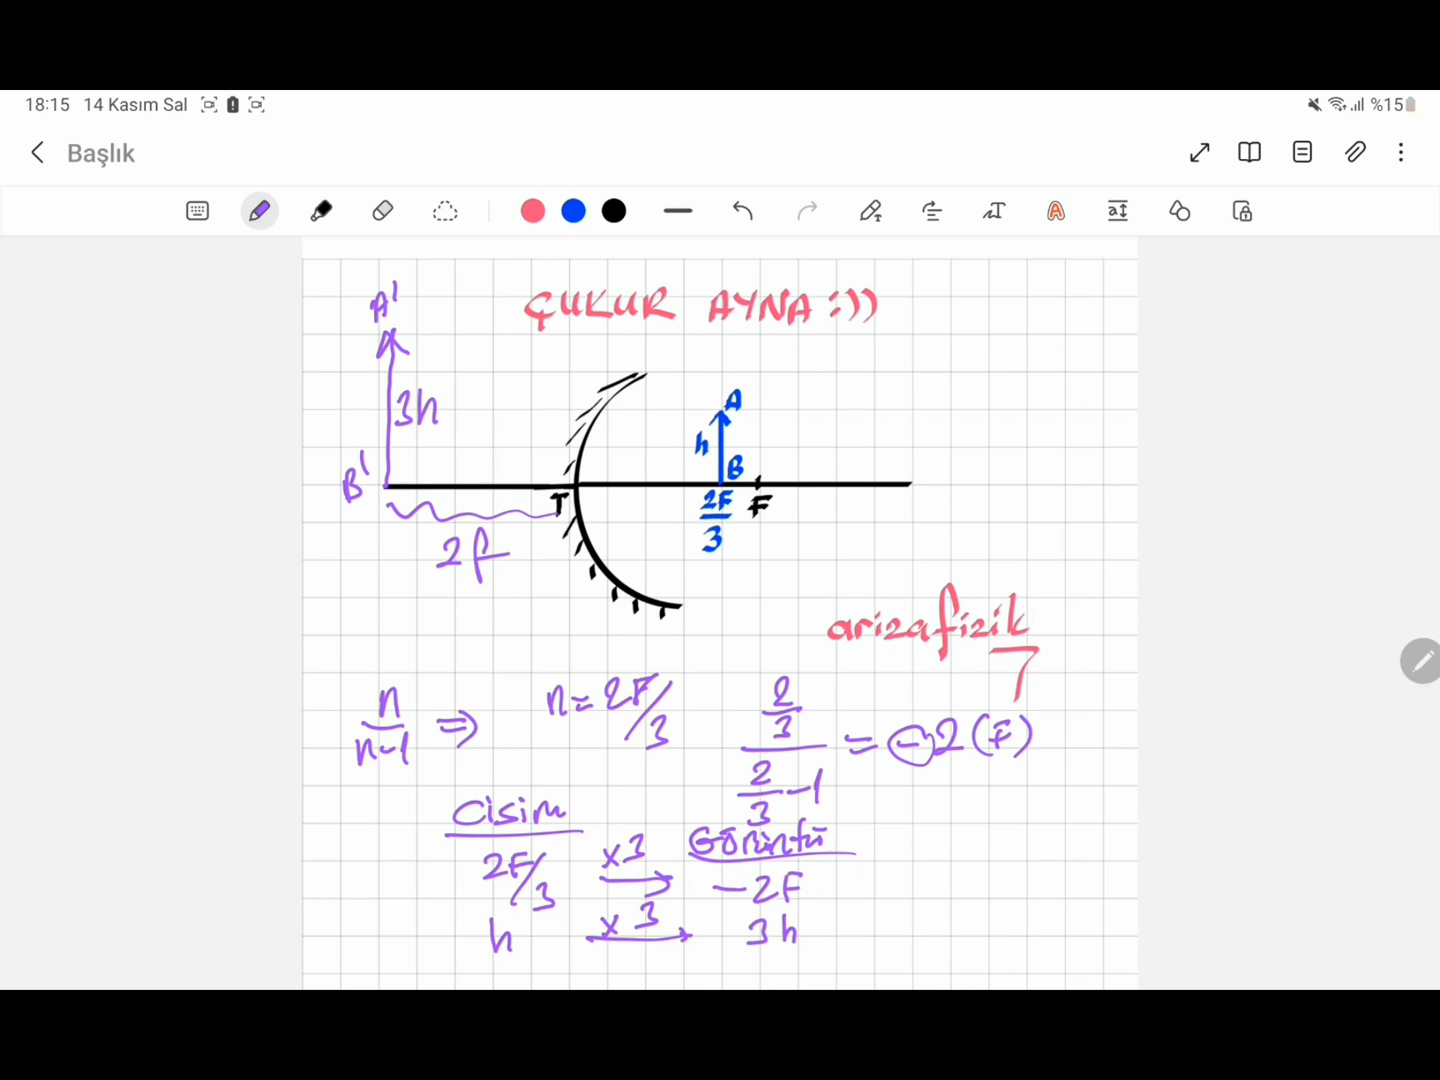 18:15 14 Kasım Sal %15
Başlık
ÇUKUR AYNA :))
A'
3h
B'
2f
T
A
h
B
2F
3
F
arizafizik
7
n
n-1
⇒
n = 2F/3
2
3
2
3
-1
= -2 (F)
Cisim
Görüntü
2F/3
x3
-2F
h
x3
3h